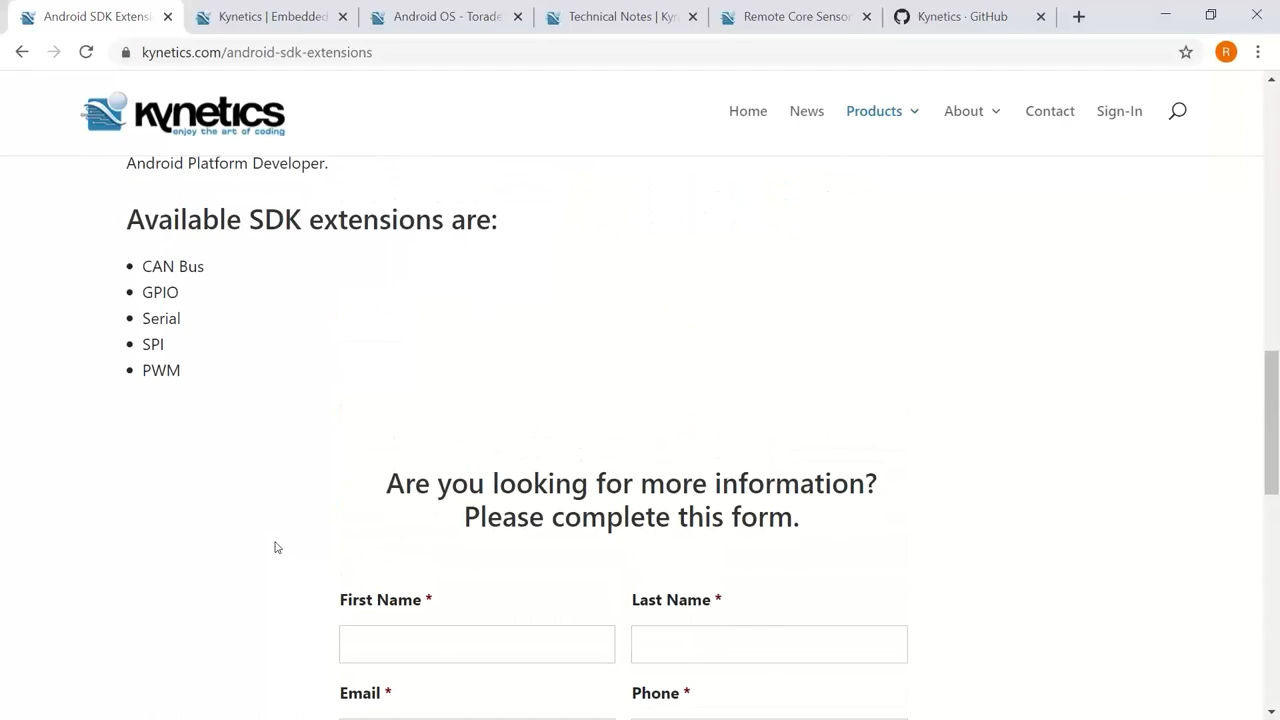 Android SDK Extensi
Kynetics | Embedded
Android OS - Torade
Technical Notes | Kyn
Remote Core Sensor
Kynetics · GitHub
kynetics.com/android-sdk-extensions
R
kynetics
enjoy the art of coding
Home
News
Products
About
Contact
Sign-In
Android Platform Developer.
Available SDK extensions are:
• CAN Bus
• GPIO
• Serial
• SPI
• PWM
Are you looking for more information?
Please complete this form.
First Name *
Last Name *
Email *
Phone *